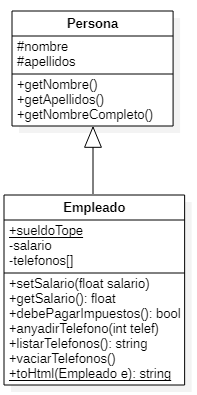 Persona
#nombre
#apellidos
+getNombre()
+getApellidos()
+getNombreCompleto()
Empleado
+sueldoTope
-salario
-telefonos[]
+setSalario(float salario)
+getSalario(): float
+debePagarImpuestos(): bool
+anyadirTelefono(int telef)
+listarTelefonos(): string
+vaciarTelefonos()
+toHtml(Empleado e): string